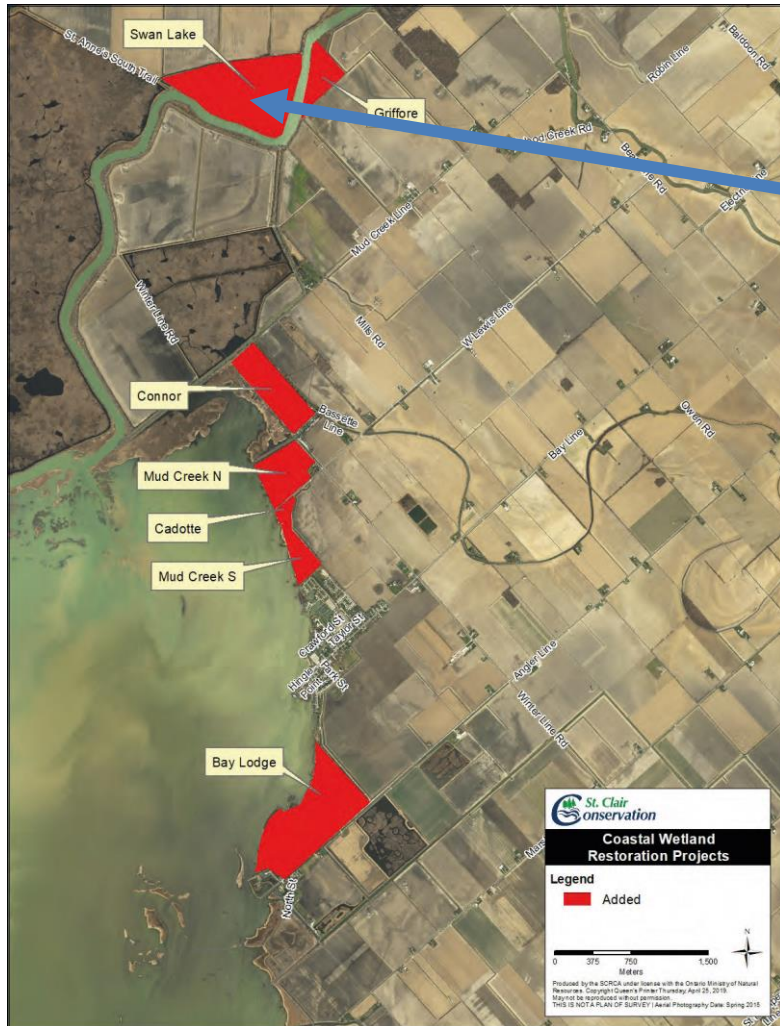 Swan Lake
St. Anne's South Trail
Griffore
Robin Line
Baldoon Rd
Creek Rd
Mud Creek Line
Winter Line Rd
Mills Rd
W Lewis Line
Connor
Bassette
Line
Bay Line
Owen Rd
Mud Creek N
Cadotte
Mud Creek S
Crawford St
Taylor St
Park St
Point
Angler Line
Winter Line Rd
Bay Lodge
North St
St. Clair
Conservation
Coastal Wetland
Restoration Projects
Legend
Added
N
0 375 750 1,500
Meters
Produced by the SCRCA under license with the Ontario Ministry of Natural
Resources. Copyright Queen's Printer Thursday, April 25, 2019.
May not be reproduced without permission.
THIS IS NOT A PLAN OF SURVEY | Aerial Photography Date: Spring 2015